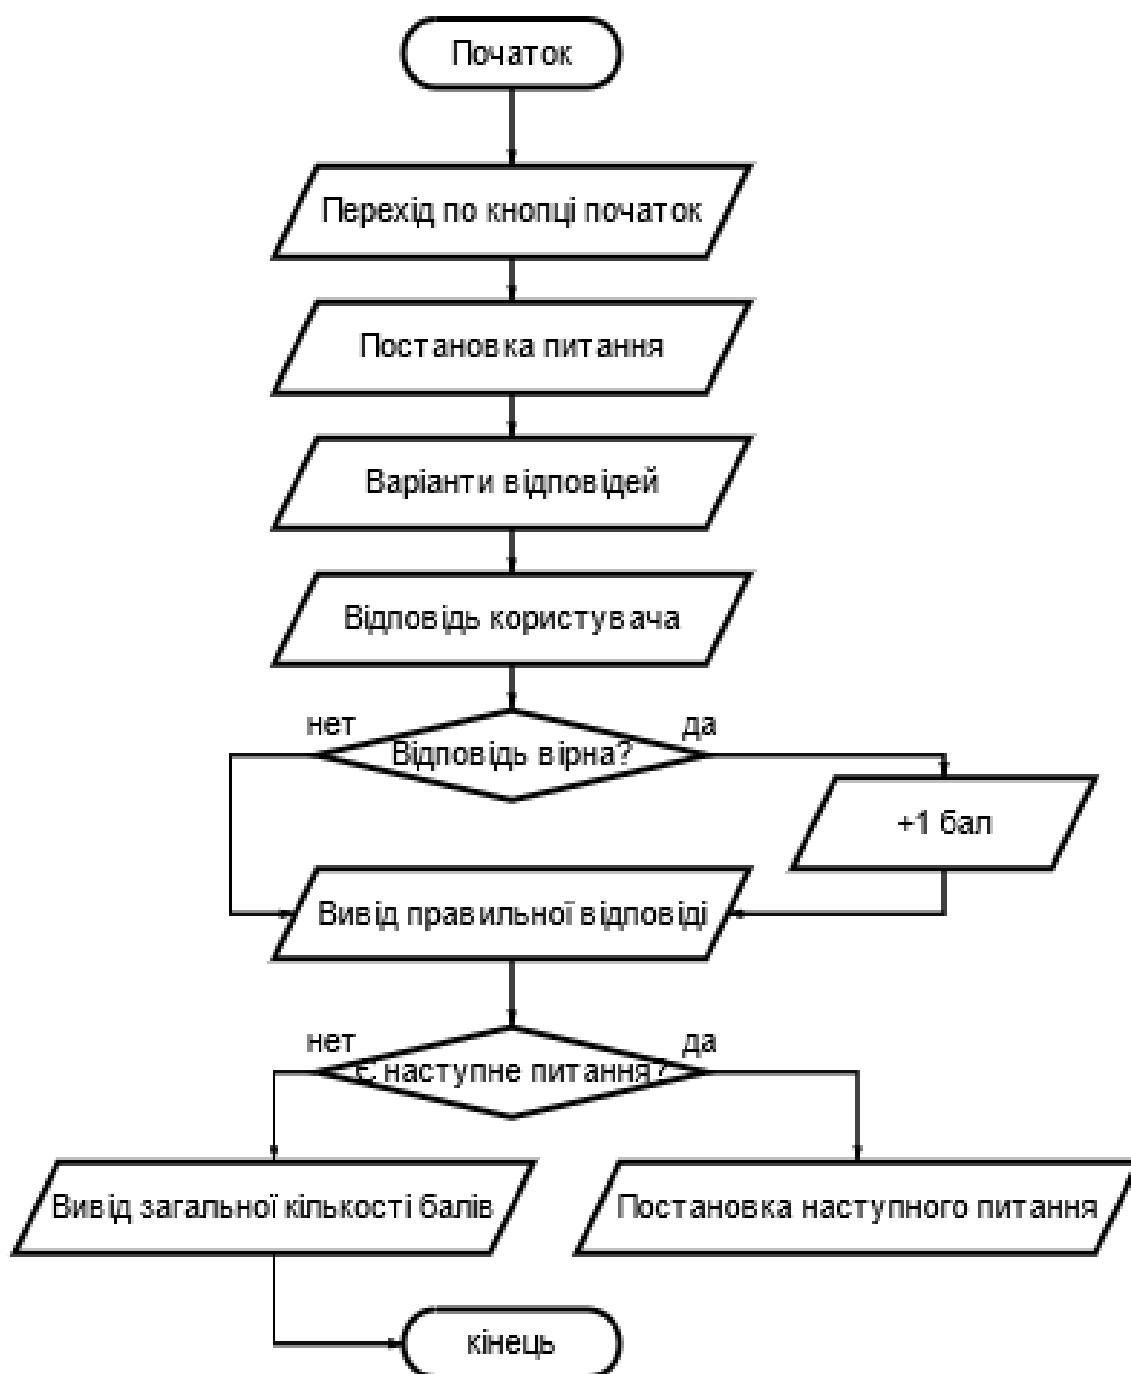 Початок
Перехід по кнопці початок
Постановка питання
Варіанти відповідей
Відповідь користувача
нет
да
Відповідь вірна?
+1 бал
Вивід правильної відповіді
нет
да
Є наступне питання?
Вивід загальної кількості балів
Постановка наступного питання
кінець